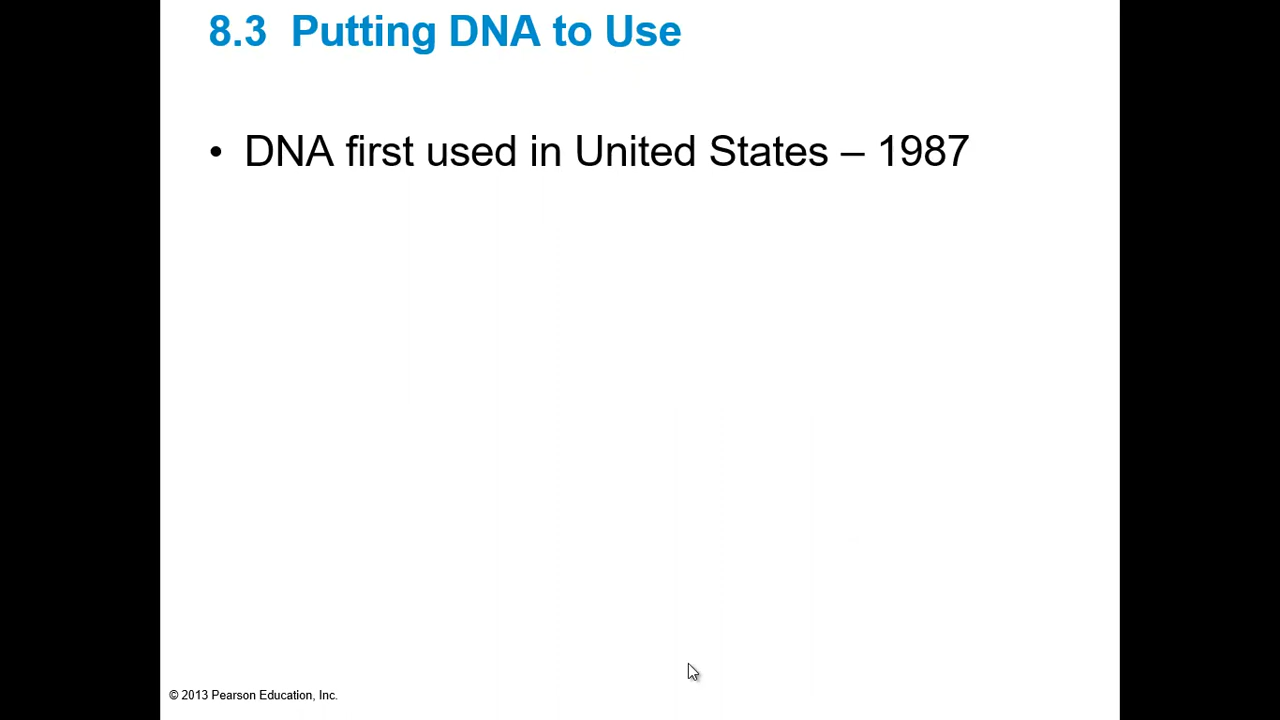 8.3 Putting DNA to Use
• DNA first used in United States – 1987
© 2013 Pearson Education, Inc.